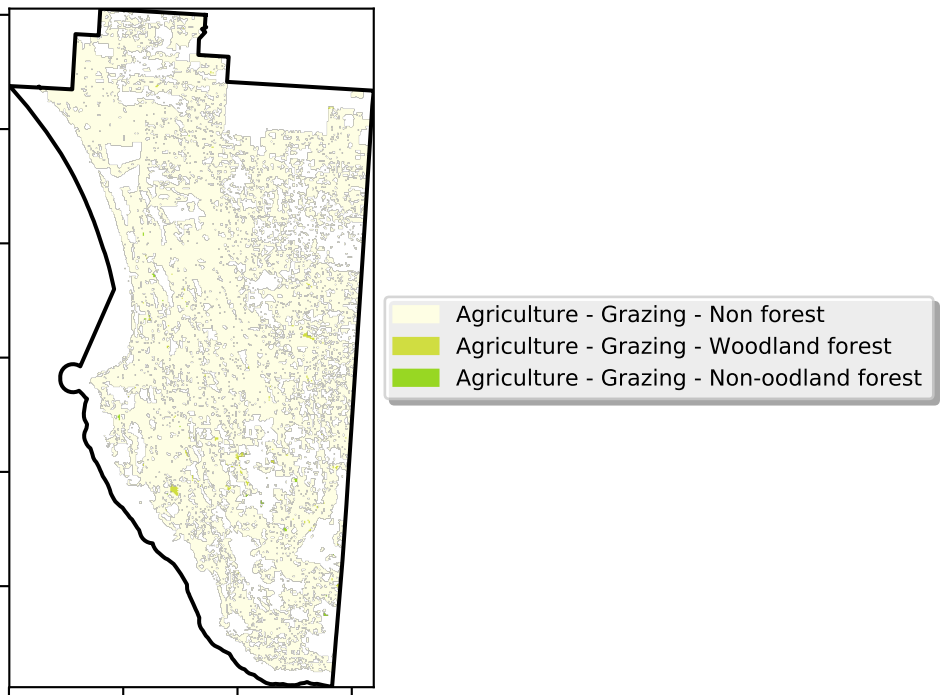 Agriculture - Grazing - Non forest
Agriculture - Grazing - Woodland forest
Agriculture - Grazing - Non-oodland forest